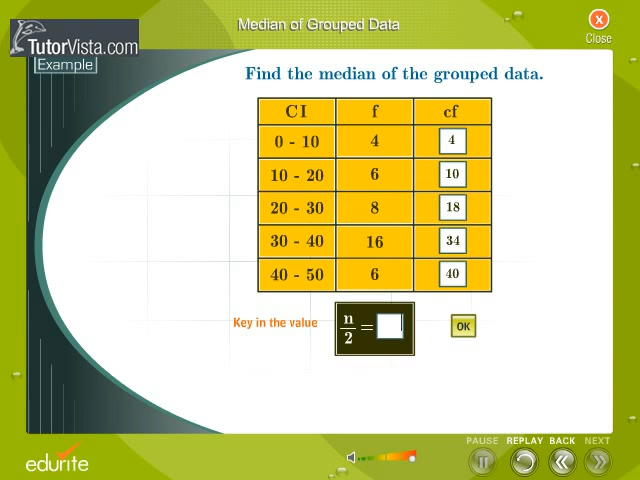 Median of Grouped Data
X
Close
TutorVista.com
Example
Find the median of the grouped data.
CI f cf
0 - 10 4 4
10 - 20 6 10
20 - 30 8 18
30 - 40 16 34
40 - 50 6 40
Key in the value
n
2 =
OK
PAUSE REPLAY BACK NEXT
edurite